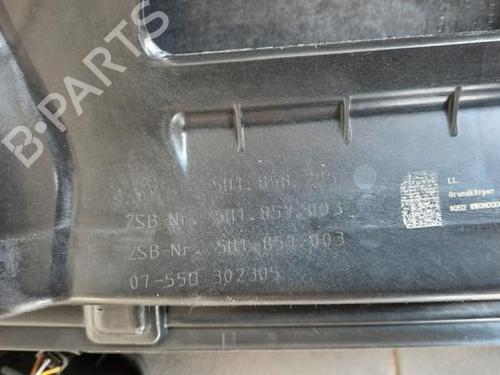 B-PARTS
ZSB-Nr. 5H1.857.003
ZSB-Nr. 5H1.857.003
07-550 302305
LL
Grundkörper